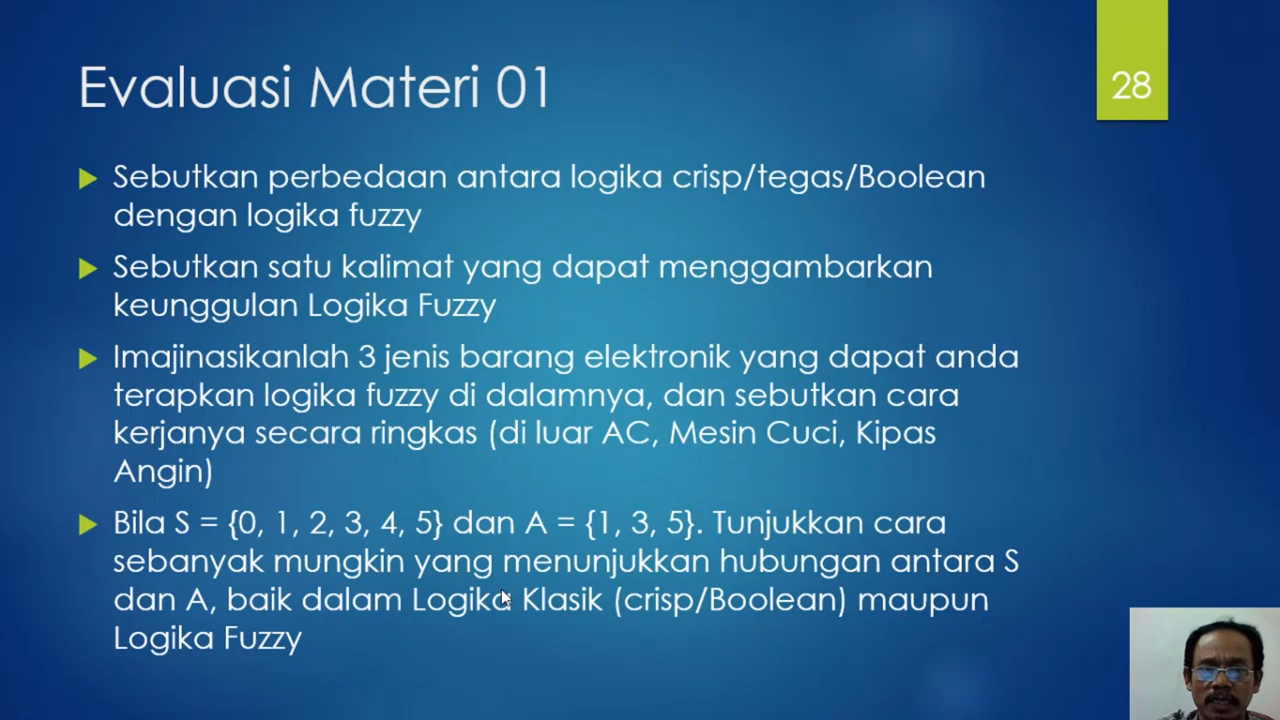 Evaluasi Materi 01
28
Sebutkan perbedaan antara logika crisp/tegas/Boolean
dengan logika fuzzy
Sebutkan satu kalimat yang dapat menggambarkan
keunggulan Logika Fuzzy
Imajinasikanlah 3 jenis barang elektronik yang dapat anda
terapkan logika fuzzy di dalamnya, dan sebutkan cara
kerjanya secara ringkas (di luar AC, Mesin Cuci, Kipas
Angin)
Bila S = {0, 1, 2, 3, 4, 5} dan A = {1, 3, 5}. Tunjukkan cara
sebanyak mungkin yang menunjukkan hubungan antara S
dan A, baik dalam Logika Klasik (crisp/Boolean) maupun
Logika Fuzzy